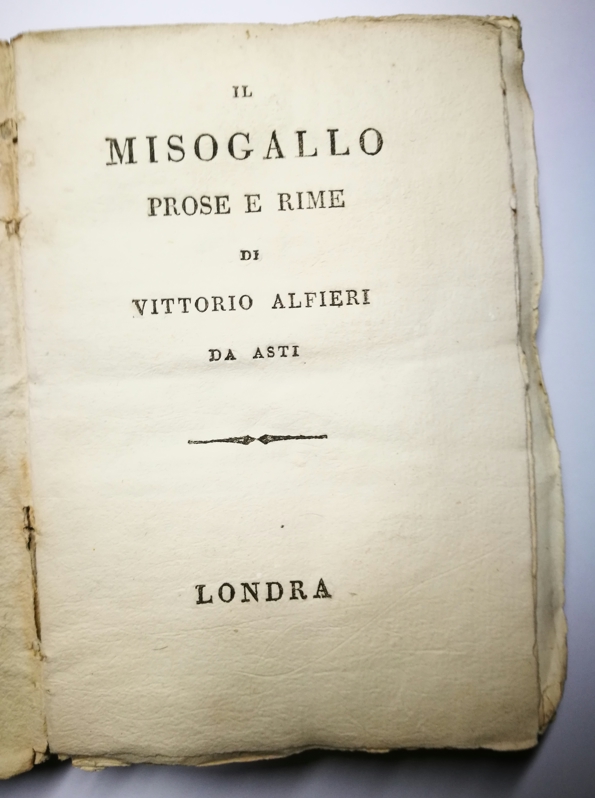 IL
MISOGALLO
PROSE E RIME
DI
VITTORIO ALFIERI
DA ASTI
LONDRA